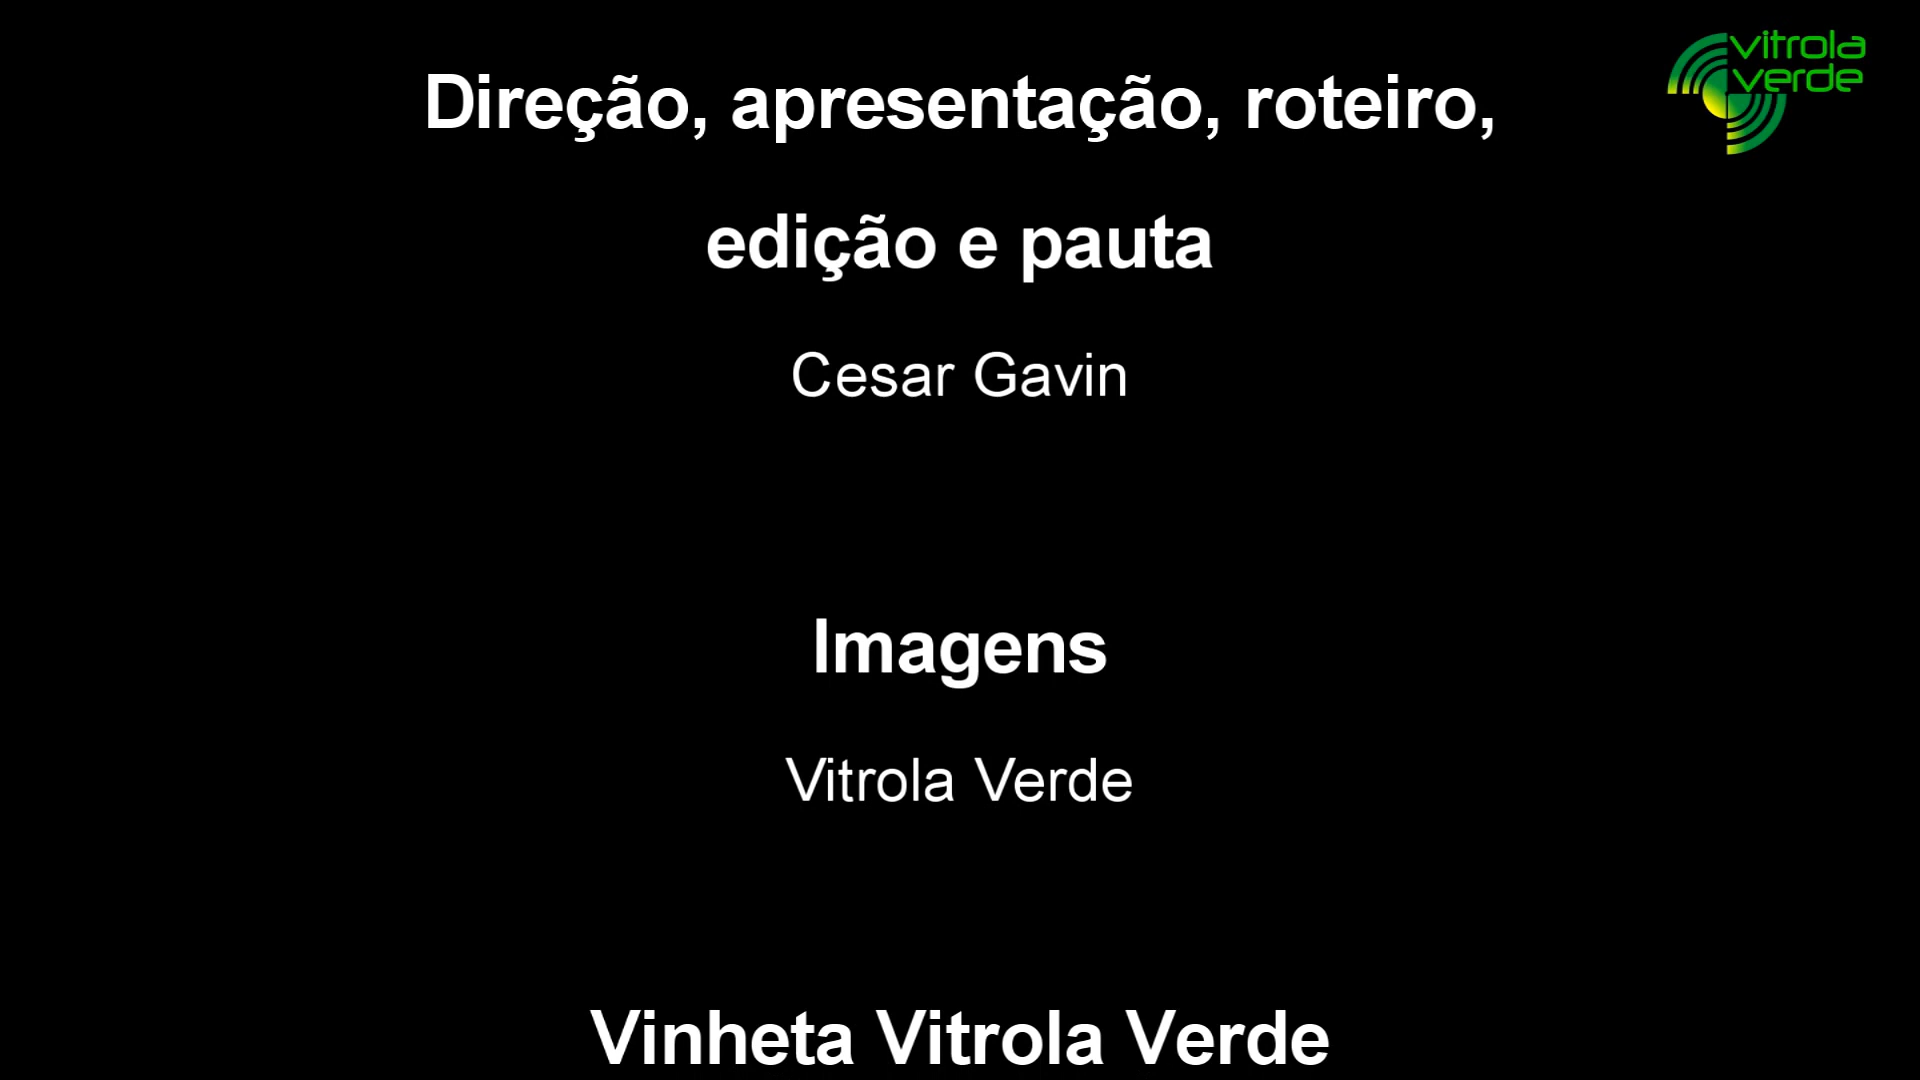 vitrola
verde
Direção, apresentação, roteiro,
edição e pauta
Cesar Gavin
Imagens
Vitrola Verde
Vinheta Vitrola Verde